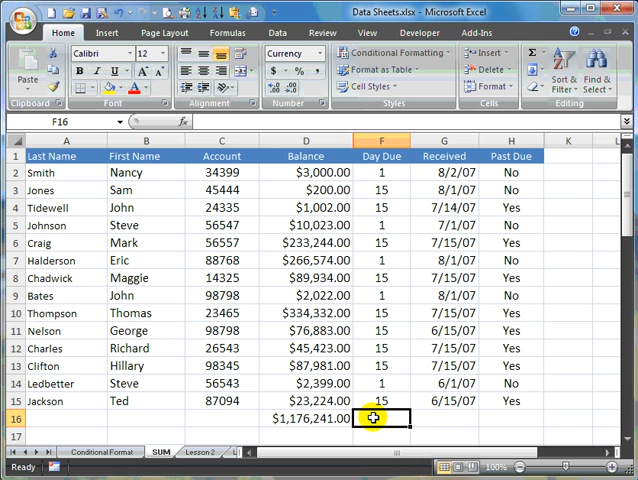 Data Sheets.xlsx - Microsoft Excel
Home Insert Page Layout Formulas Data Review View Developer Add-Ins
Paste
Calibri 12
B I U
A A
Currency
$ % ,
Conditional Formatting
Format as Table
Cell Styles
Insert
Delete
Format
Σ
Sort & Filter
Find & Select
Clipboard Font Alignment Number Styles Cells Editing
F16 fx
A B C D F G H K L
1 Last Name First Name Account Balance Day Due Received Past Due
2 Smith Nancy 34399 $3,000.00 1 8/2/07 No
3 Jones Sam 45444 $200.00 15 8/1/07 No
4 Tidewell John 24335 $1,002.00 15 7/14/07 Yes
5 Johnson Steve 56547 $10,023.00 1 7/1/07 No
6 Craig Mark 56557 $233,244.00 15 7/15/07 Yes
7 Halderson Eric 88768 $266,574.00 1 8/1/07 No
8 Chadwick Maggie 14325 $89,934.00 15 7/15/07 Yes
9 Bates John 98798 $2,022.00 1 8/1/07 No
10 Thompson Thomas 23465 $334,332.00 15 7/15/07 Yes
11 Nelson George 98798 $76,883.00 15 6/15/07 Yes
12 Charles Richard 26543 $45,423.00 15 7/15/07 Yes
13 Clifton Hillary 98345 $87,981.00 15 7/15/07 Yes
14 Ledbetter Steve 56543 $2,399.00 1 6/1/07 No
15 Jackson Ted 87094 $23,224.00 15 6/15/07 Yes
16 $1,176,241.00
17
Conditional Format SUM Lesson 2 L
Ready 100%